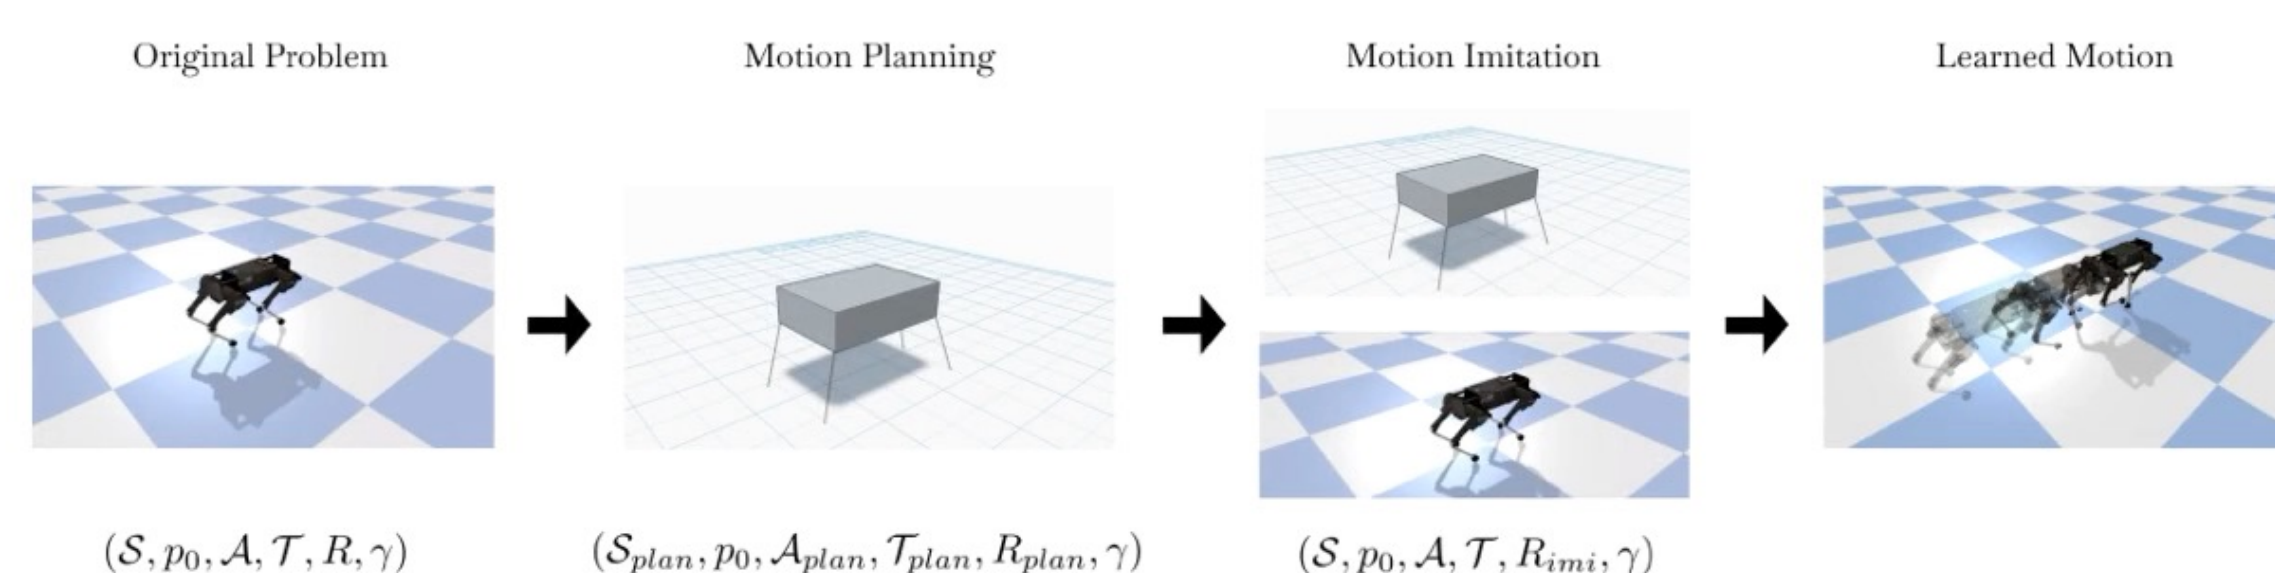 Original Problem
Motion Planning
Motion Imitation
Learned Motion
(𝒮, p₀, 𝒜, 𝒯, R, γ)
(𝒮_plan, p₀, 𝒜_plan, 𝒯_plan, R_plan, γ)
(𝒮, p₀, 𝒜, 𝒯, R_imi, γ)